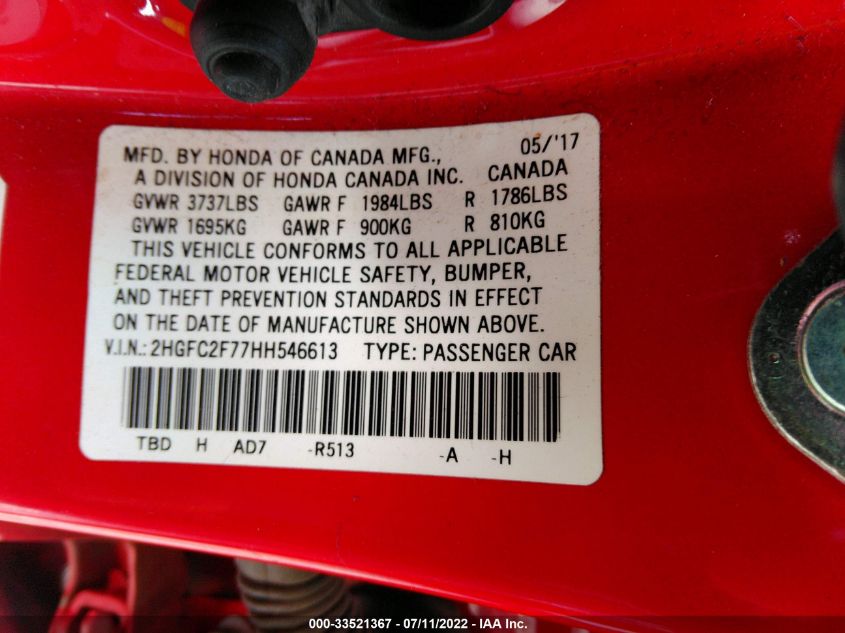 05/'17
MFD. BY HONDA OF CANADA MFG.,
A DIVISION OF HONDA CANADA INC. CANADA
GVWR 3737LBS GAWR F 1984LBS R 1786LBS
GVWR 1695KG GAWR F 900KG R 810KG
THIS VEHICLE CONFORMS TO ALL APPLICABLE
FEDERAL MOTOR VEHICLE SAFETY, BUMPER,
AND THEFT PREVENTION STANDARDS IN EFFECT
ON THE DATE OF MANUFACTURE SHOWN ABOVE.
V.I.N.: 2HGFC2F77HH546613 TYPE: PASSENGER CAR
TBD H AD7 -R513 -A -H
000-33521367 - 07/11/2022 - IAA Inc.